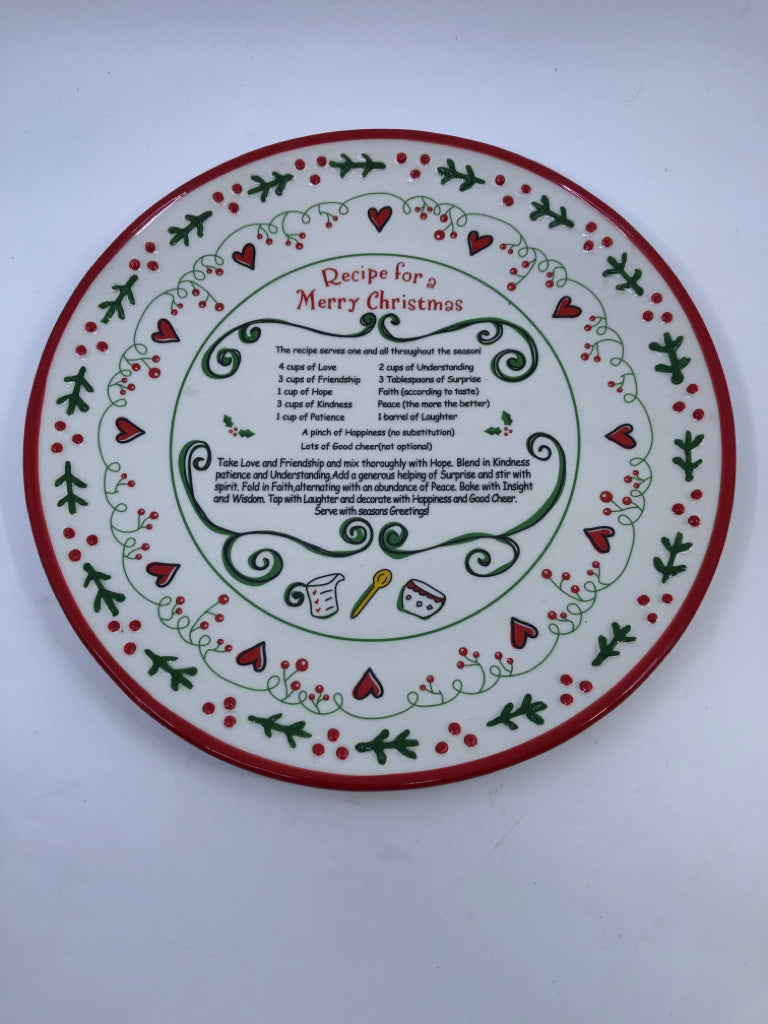 Recipe for a
Merry Christmas
The recipe serves one and all throughout the season!
4 cups of Love 2 cups of Understanding
3 cups of Friendship 3 Tablespoons of Surprise
1 cup of Hope Faith (according to taste)
3 cups of Kindness Peace (the more the better)
1 cup of Patience 1 barrel of Laughter
A pinch of Happiness (no substitution)
Lots of Good cheer(not optional)
Take Love and Friendship and mix thoroughly with Hope. Blend in Kindness
patience and Understanding.Add a generous helping of Surprise and stir with
spirit. Fold in Faith,alternating with an abundance of Peace. Bake with Insight
and Wisdom. Top with Laughter and decorate with Happiness and Good Cheer.
Serve with seasons Greetings!